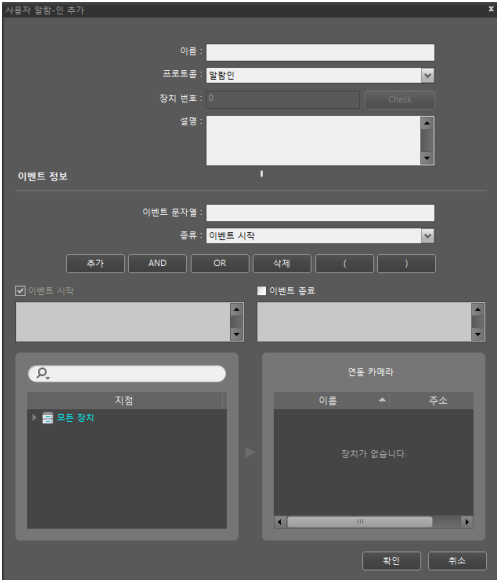 사용자 알람-인 추가 x
이름 :
프로토콜 : 알람인
장치 번호 : 0 Check
설명 :
이벤트 정보
이벤트 문자열 :
종류 : 이벤트 시작
추가 AND OR 삭제 ( )
이벤트 시작 이벤트 종료
연동 카메라
지점 이름 주소
모든 장치
장치가 없습니다.
확인 취소